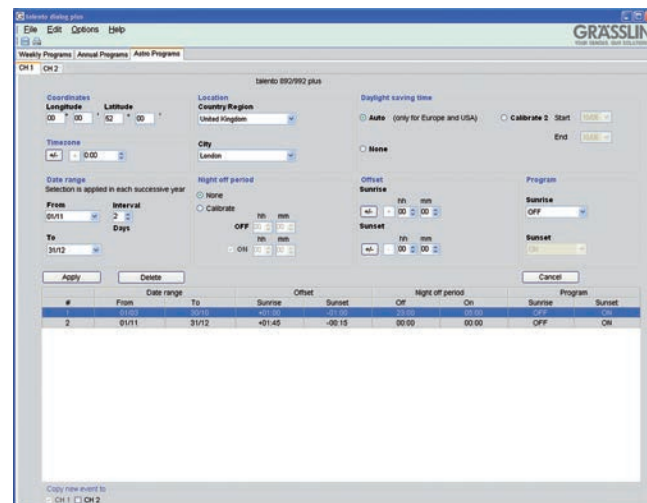 talento dialog plus
File Edit Options Help
GRÄSSLIN
Weekly Programs Annual Programs Astro Programs
CH 1 CH 2
talento 892/992 plus
Coordinates Location Daylight saving time
Longitude Latitude Country Region
00 ° 00 ' 52 ° 00 ' United Kingdom Auto (only for Europe and USA) Calibrate 2 Start
End
Timezone City None
+/- - 0:00 London
Date range Night off period Offset Program
Selection is applied in each successive year None Sunrise Sunrise
From Interval Calibrate hh mm OFF
01/11 2 hh mm +/- - 00 00
Days OFF 00 00 Sunset Sunset
To hh mm hh mm
31/12 ON 00 00 +/- - 00 00 ON
Apply Delete Cancel
Date range Offset Night off period Program
# From To Sunrise Sunset Off On Sunrise Sunset
1 01/03 30/10 +01:00 -01:00 23:00 05:00 OFF ON
2 01/11 31/12 +01:45 -00:15 00:00 00:00 OFF ON
Copy new event to
CH 1 CH 2